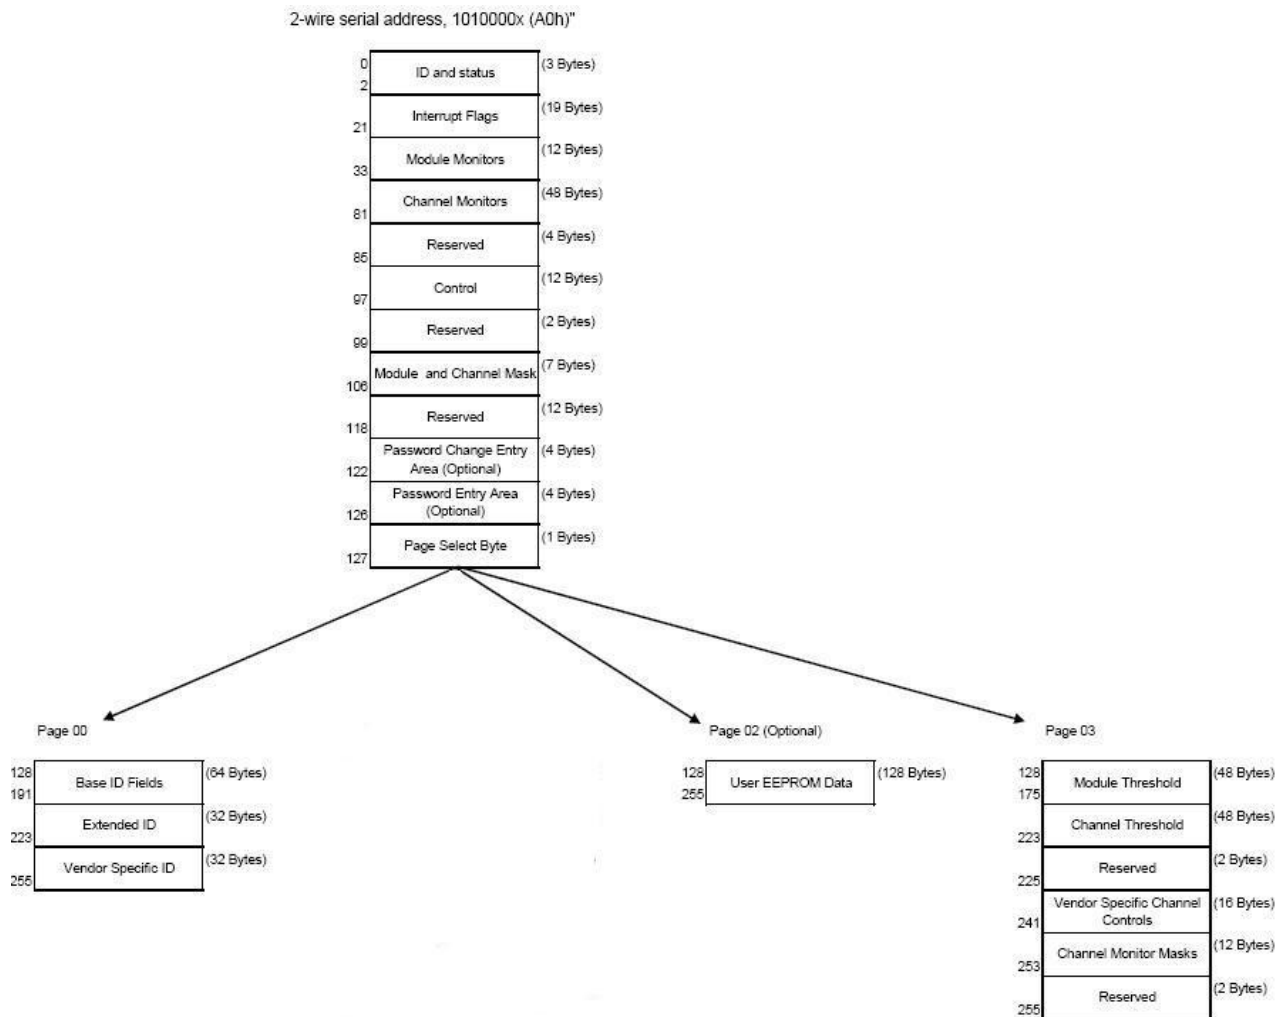 2-wire serial address, 1010000x (A0h)"
0
ID and status
(3 Bytes)
2
Interrupt Flags
(19 Bytes)
21
Module Monitors
(12 Bytes)
33
Channel Monitors
(48 Bytes)
81
Reserved
(4 Bytes)
85
Control
(12 Bytes)
97
Reserved
(2 Bytes)
99
Module and Channel Mask
(7 Bytes)
106
Reserved
(12 Bytes)
118
Password Change Entry
Area (Optional)
(4 Bytes)
122
Password Entry Area
(Optional)
(4 Bytes)
126
Page Select Byte
(1 Bytes)
127
Page 00
128
Base ID Fields
(64 Bytes)
191
Extended ID
(32 Bytes)
223
Vendor Specific ID
(32 Bytes)
255
Page 02 (Optional)
128
User EEPROM Data
(128 Bytes)
255
Page 03
128
Module Threshold
(48 Bytes)
175
Channel Threshold
(48 Bytes)
223
Reserved
(2 Bytes)
225
Vendor Specific Channel
Controls
(16 Bytes)
241
Channel Monitor Masks
(12 Bytes)
253
Reserved
(2 Bytes)
255